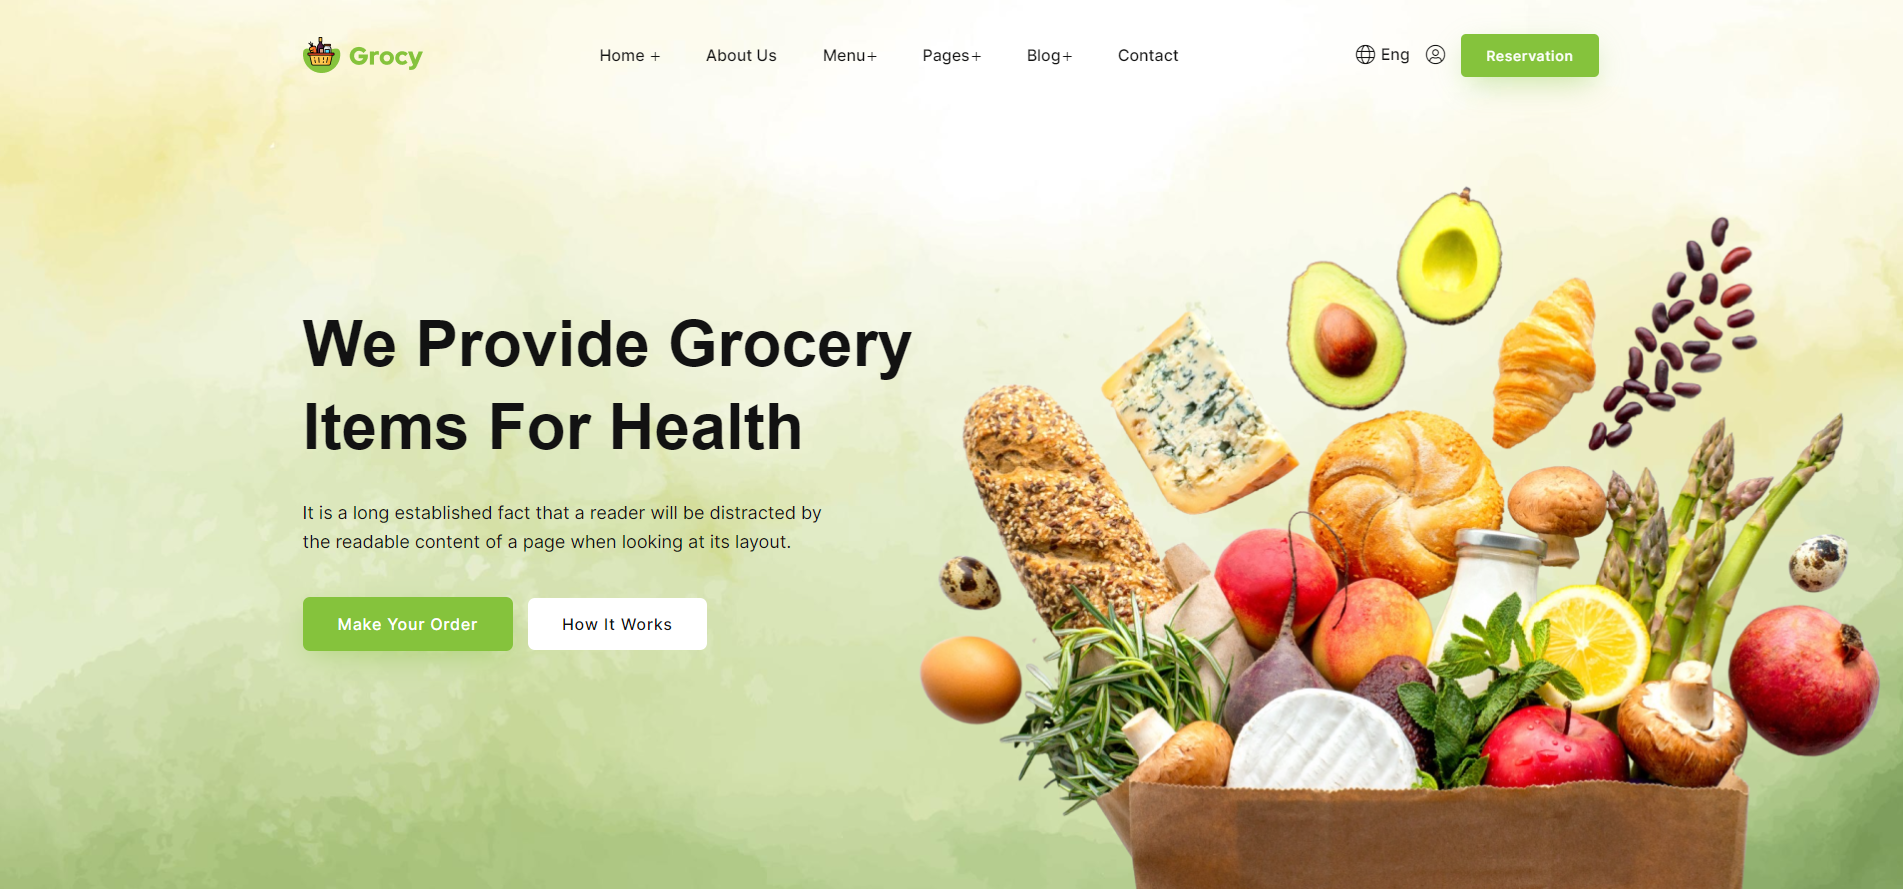 Grocy
Home +
About Us
Menu+
Pages+
Blog+
Contact
Eng
Reservation
We Provide Grocery
Items For Health
It is a long established fact that a reader will be distracted by
the readable content of a page when looking at its layout.
Make Your Order
How It Works